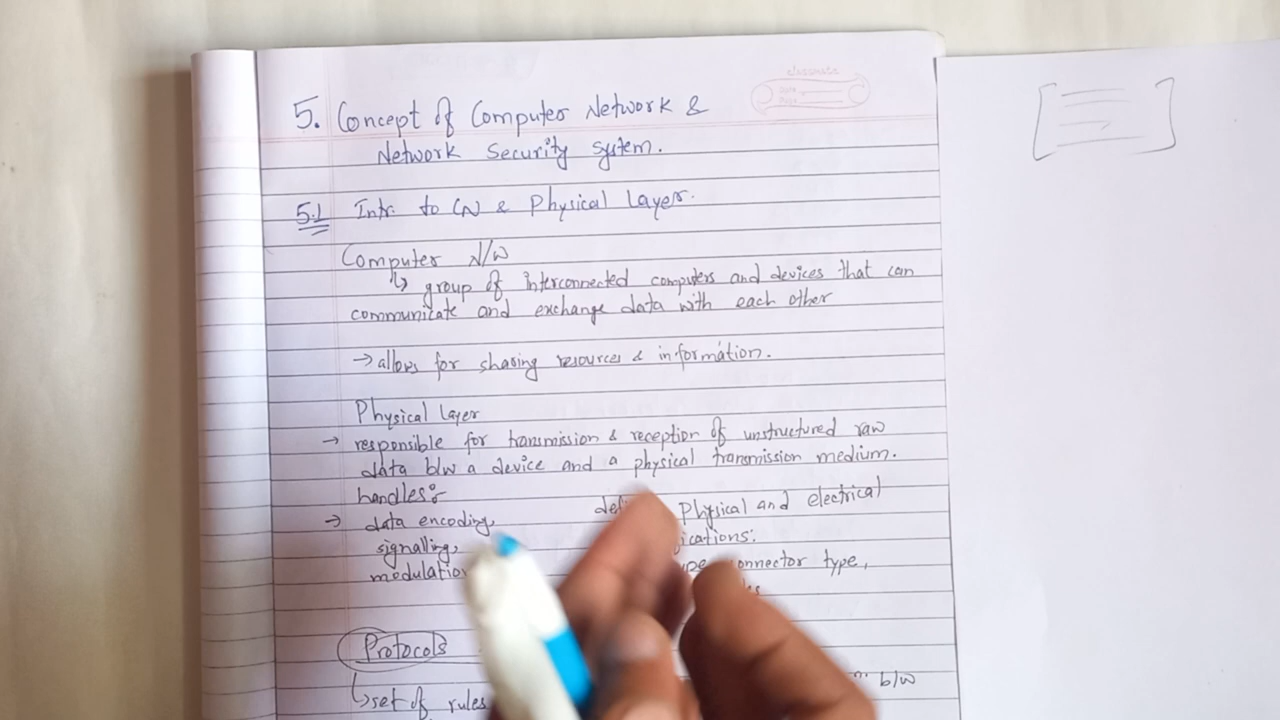 classmate
5. Concept of Computer Network &
Network Security system.
5.1 Intr. to CN & Physical Layer.
Computer N/W
↳ group of interconnected computers and devices that can
communicate and exchange data with each other
→ allows for sharing resources & information.
Physical Layer
→ responsible for transmission & reception of unstructured raw
data b/w a device and a physical transmission medium.
handles:
→ data encoding,
signalling,
modulation
Physical and electrical
connector type,
Protocols
↳ set of rules
b/w